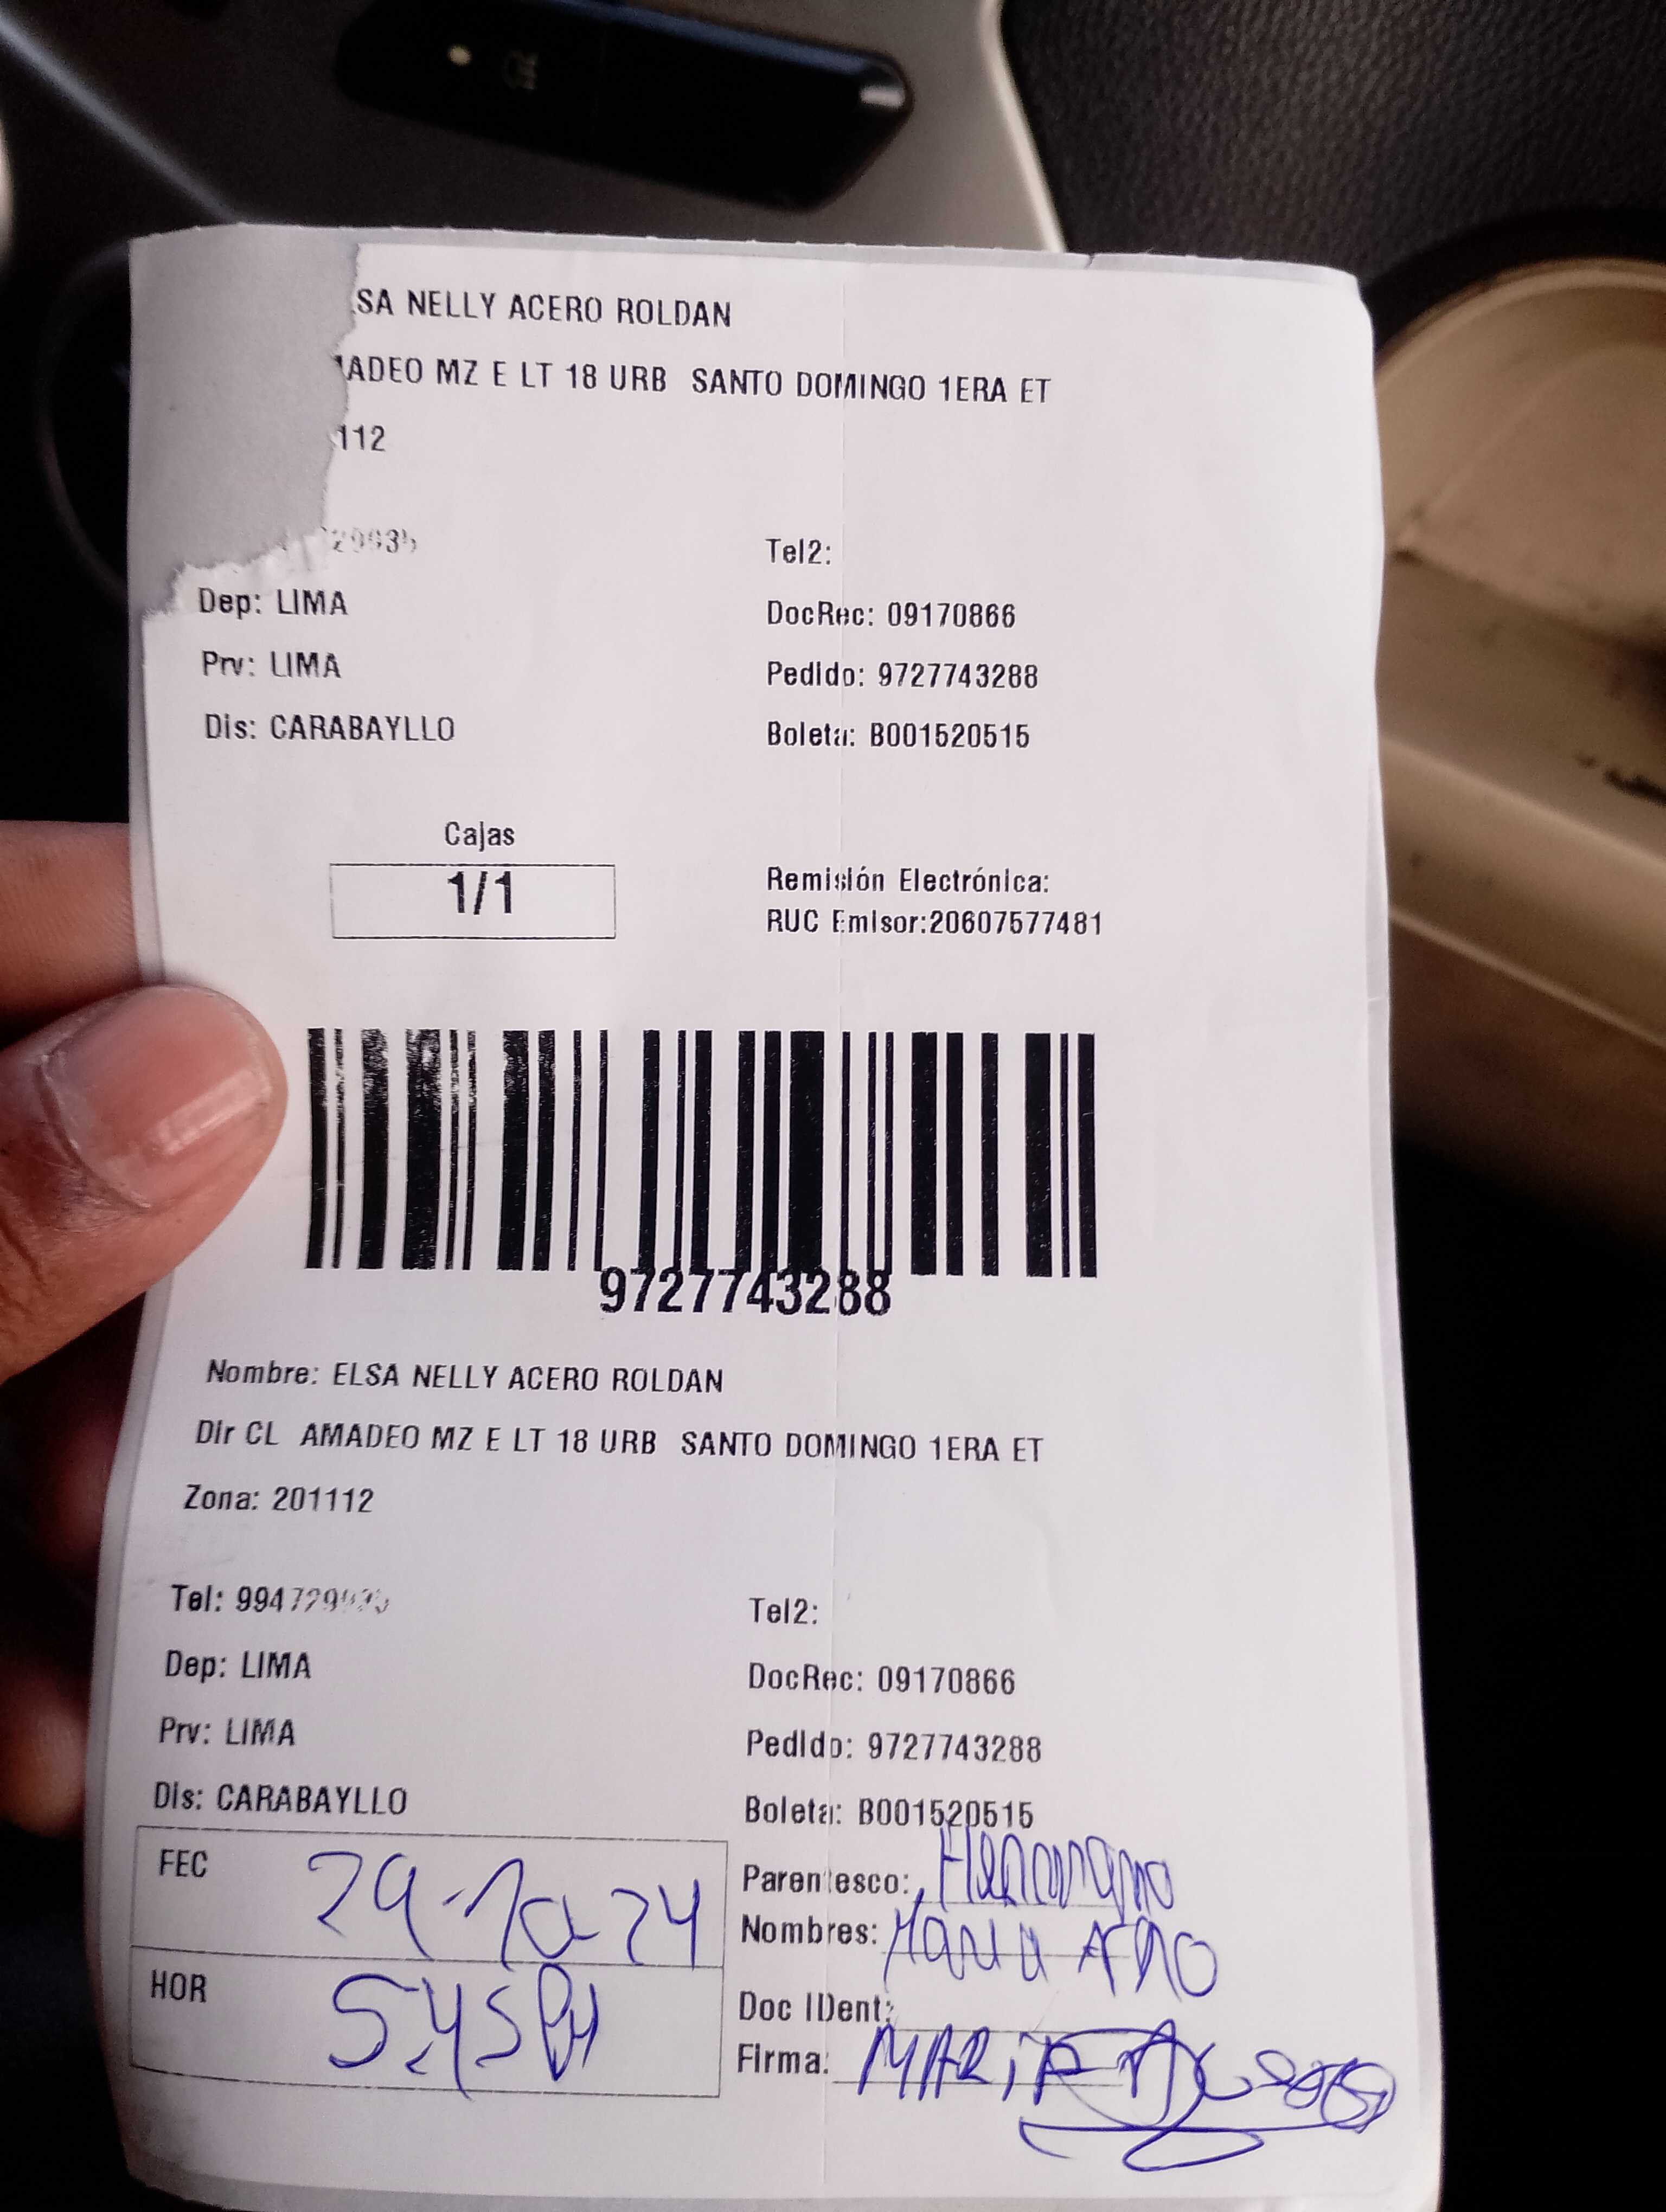 SA NELLY ACERO ROLDAN
MADEO MZ E LT 18 URB SANTO DOMINGO 1ERA ET
112
Tel2:
Dep: LIMA
DocRec: 09170866
Prv: LIMA
Pedido: 9727743288
Dis: CARABAYLLO
Boleta: B001520515
Cajas
1/1
Remisión Electrónica:
RUC Emisor:20607577481
9727743288
Nombre: ELSA NELLY ACERO ROLDAN
Dir CL AMADEO MZ E LT 18 URB SANTO DOMINGO 1ERA ET
Zona: 201112
Tel:
Tel2:
Dep: LIMA
DocRec: 09170866
Prv: LIMA
Pedido: 9727743288
Dis: CARABAYLLO
Boleta: B001520515
FEC 29-10-24
Parentesco:
Nombres: Maria
HOR 5:45 PM
Doc IDent:
Firma: MARIA